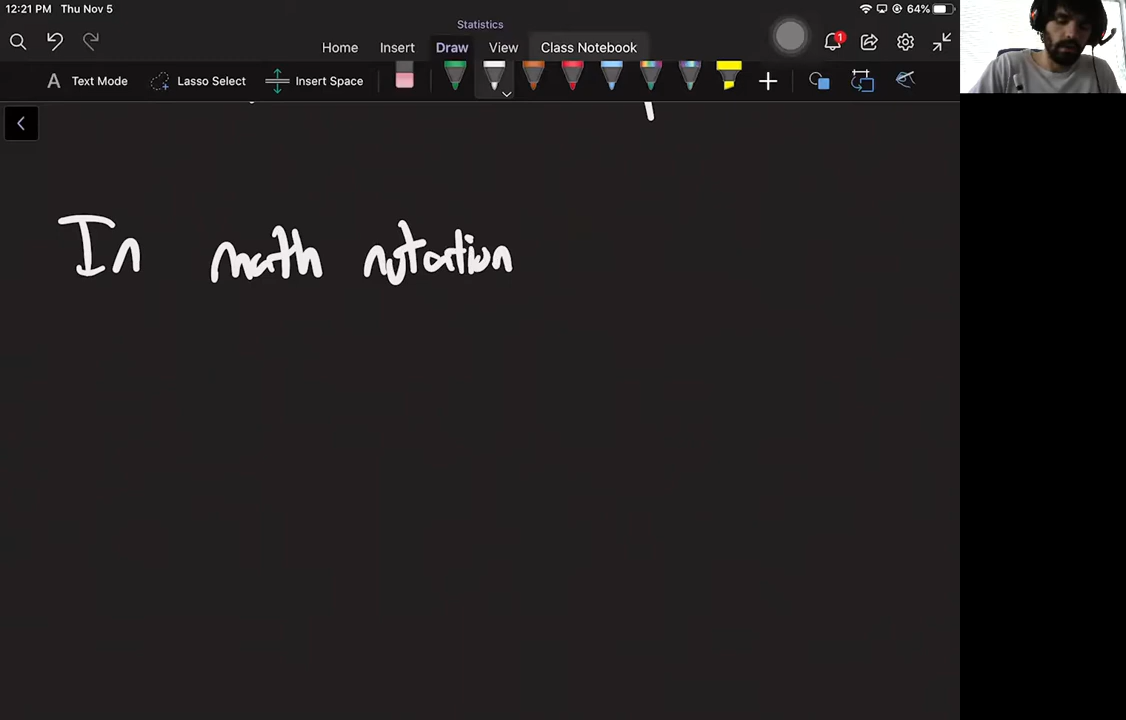 12:21 PM Thu Nov 5
64%
Statistics
Home Insert Draw View Class Notebook
1
A Text Mode Lasso Select Insert Space
In math notation